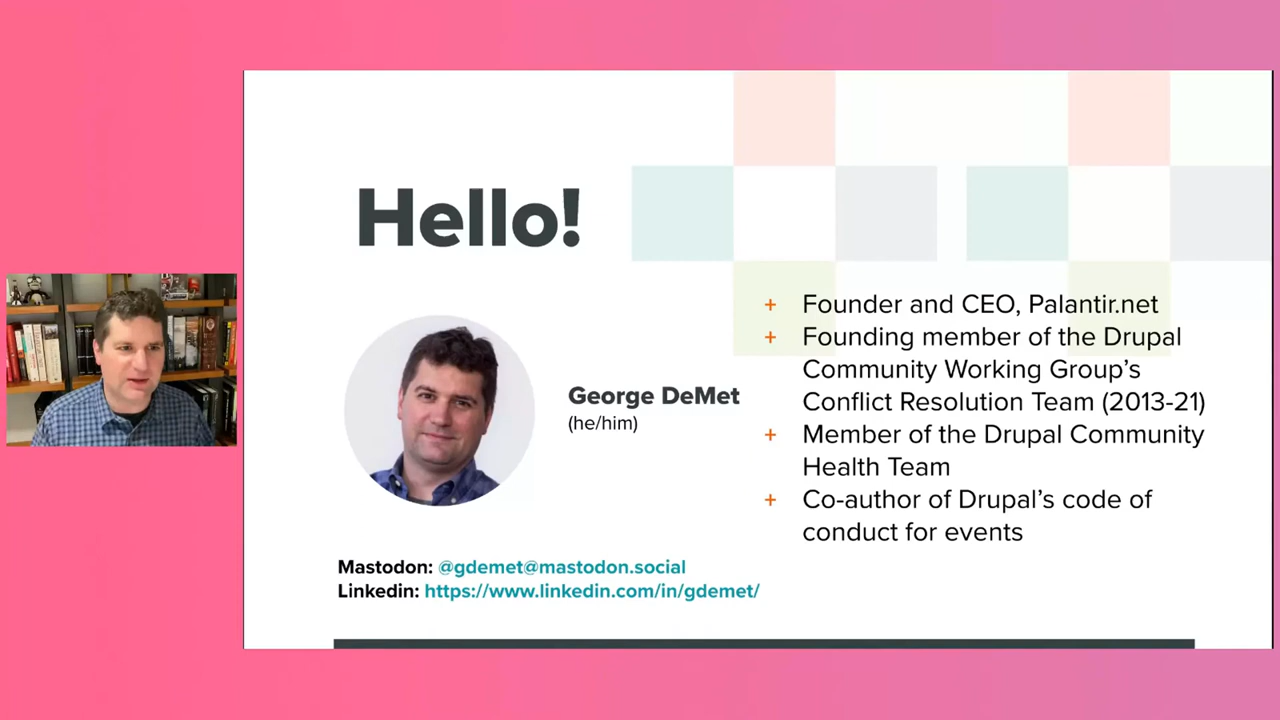 Hello!
George DeMet
(he/him)
Mastodon: @gdemet@mastodon.social
Linkedin: https://www.linkedin.com/in/gdemet/
+ Founder and CEO, Palantir.net
+ Founding member of the Drupal
Community Working Group’s
Conflict Resolution Team (2013-21)
+ Member of the Drupal Community
Health Team
+ Co-author of Drupal’s code of
conduct for events